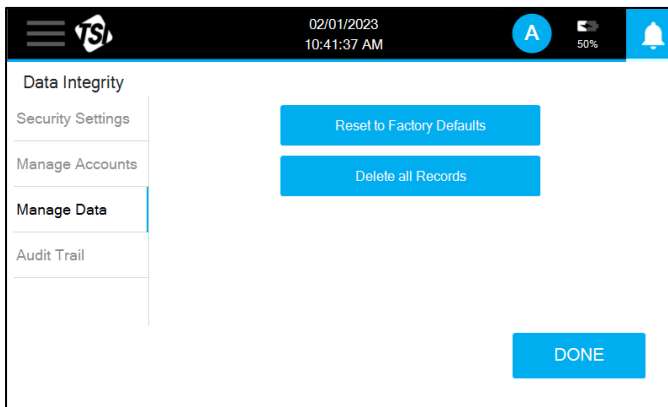 TSI
02/01/2023
10:41:37 AM
A
50%
Data Integrity
Security Settings
Manage Accounts
Manage Data
Audit Trail
Reset to Factory Defaults
Delete all Records
DONE